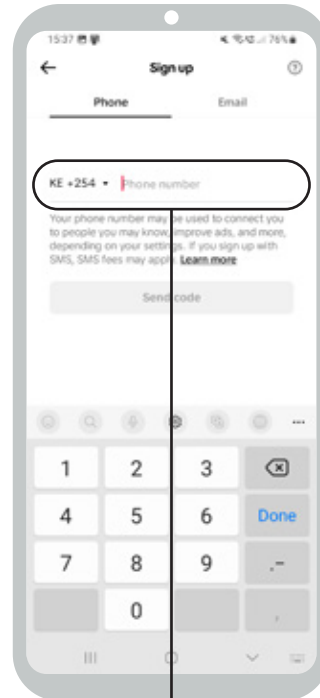 15:37
76%
Sign up
Phone Email
KE +254 Phone number
Your phone number may be used to connect you
to people you may know, improve ads, and more,
depending on your settings. If you sign up with
SMS, SMS fees may apply. Learn more
Send code
1 2 3
4 5 6 Done
7 8 9 .-
0 ,